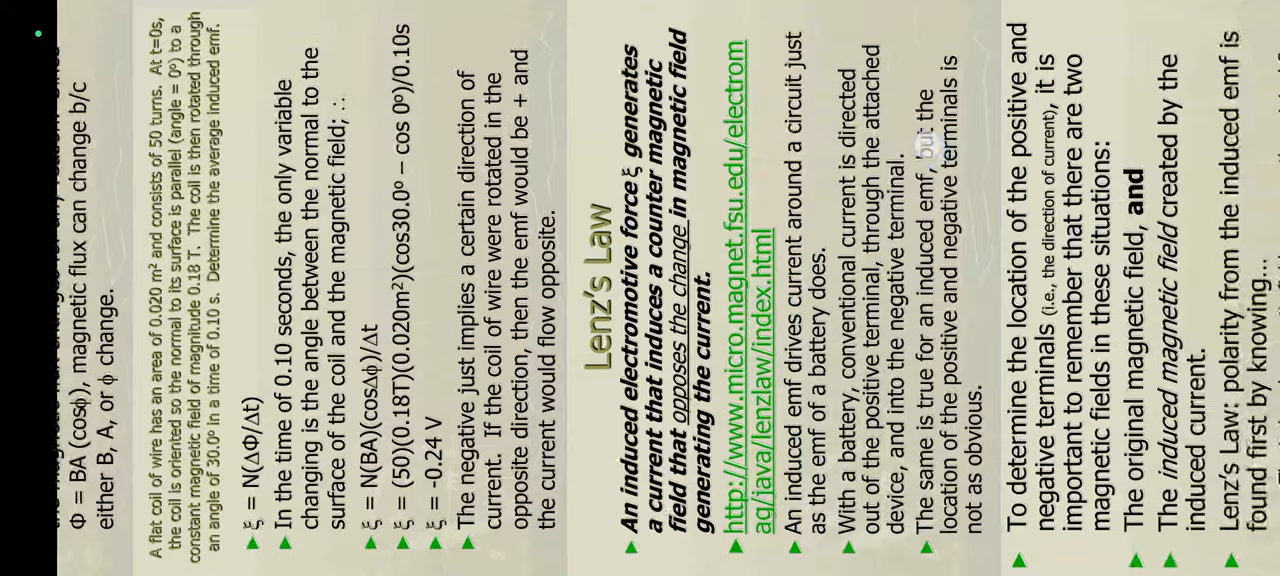 Φ = BA (cosϕ), magnetic flux can change b/c
either B, A, or ϕ change.
A flat coil of wire has an area of 0.020 m² and consists of 50 turns. At t=0s,
the coil is oriented so the normal to its surface is parallel (angle = 0º) to a
constant magnetic field of magnitude 0.18 T. The coil is then rotated through
an angle of 30.0º in a time of 0.10 s. Determine the average induced emf.
ξ = N(ΔΦ/Δt)
In the time of 0.10 seconds, the only variable
changing is the angle between the normal to the
surface of the coil and the magnetic field; ∴
ξ = N(BA)(cosΔϕ)/Δt
ξ = (50)(0.18T)(0.020m²)(cos30.0º – cos 0º)/0.10s
ξ = -0.24 V
The negative just implies a certain direction of
current. If the coil of wire were rotated in the
opposite direction, then the emf would be + and
the current would flow opposite.
Lenz’s Law
An induced electromotive force ξ generates
a current that induces a counter magnetic
field that opposes the change in magnetic field
generating the current.
http://www.micro.magnet.fsu.edu/electrom
ag/java/lenzlaw/index.html
An induced emf drives current around a circuit just
as the emf of a battery does.
With a battery, conventional current is directed
out of the positive terminal, through the attached
device, and into the negative terminal.
The same is true for an induced emf, but the
location of the positive and negative terminals is
not as obvious.
To determine the location of the positive and
negative terminals (i.e., the direction of current), it is
important to remember that there are two
magnetic fields in these situations:
The original magnetic field, and
The induced magnetic field created by the
induced current.
Lenz’s Law: polarity from the induced emf is
found first by knowing...